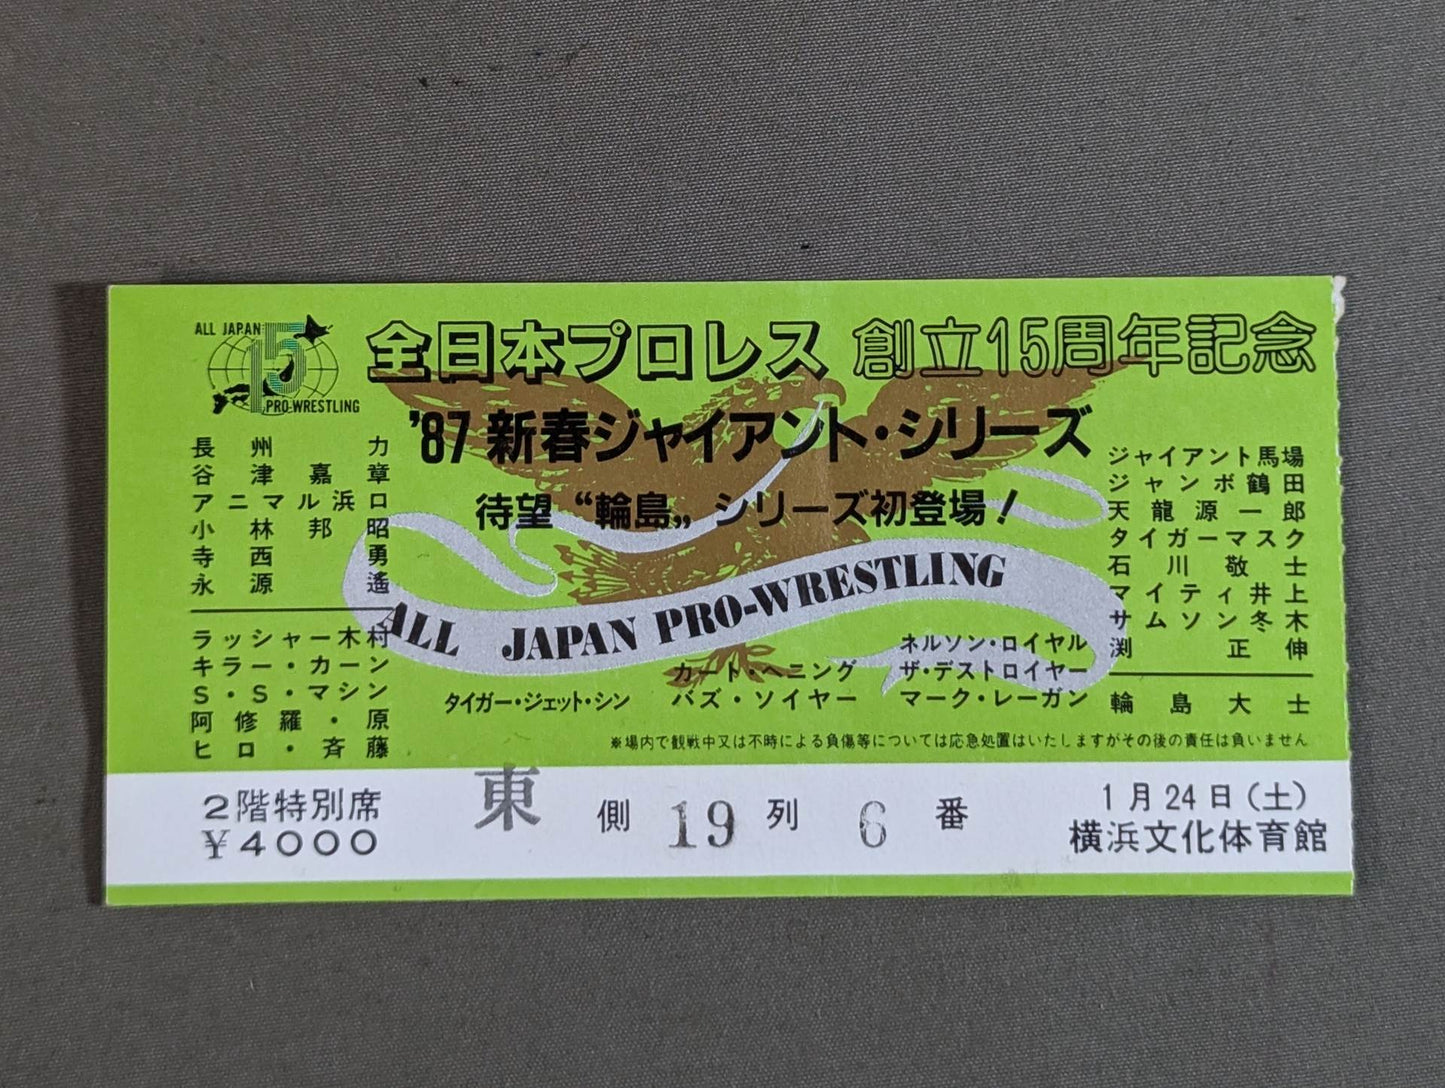 ALL JAPAN 15 PRO-WRESTLING
全日本プロレス 創立15周年記念
'87 新春ジャイアント・シリーズ
待望 “輪島„ シリーズ初登場！
長州力
谷津嘉章
アニマル浜口
小林邦昭
寺西勇
永源遙
ラッシャー木村
キラー・カーン
S・S・マシン
阿修羅・原
ヒロ・斉藤
ALL JAPAN PRO-WRESTLING
タイガー・ジェット・シン
カート・ヘニング
バズ・ソイヤー
ネルソン・ロイヤル
ザ・デストロイヤー
マーク・レーガン
ジャイアント馬場
ジャンボ鶴田
天龍源一郎
タイガーマスク
石川敬士
マイティ井上
サムソン冬木
渕正伸
輪島大士
※場内で観戦中又は不時による負傷等については応急処置はいたしますがその後の責任は負いません
2階特別席
¥4000
東側 19列 6番
1月24日(土)
横浜文化体育館